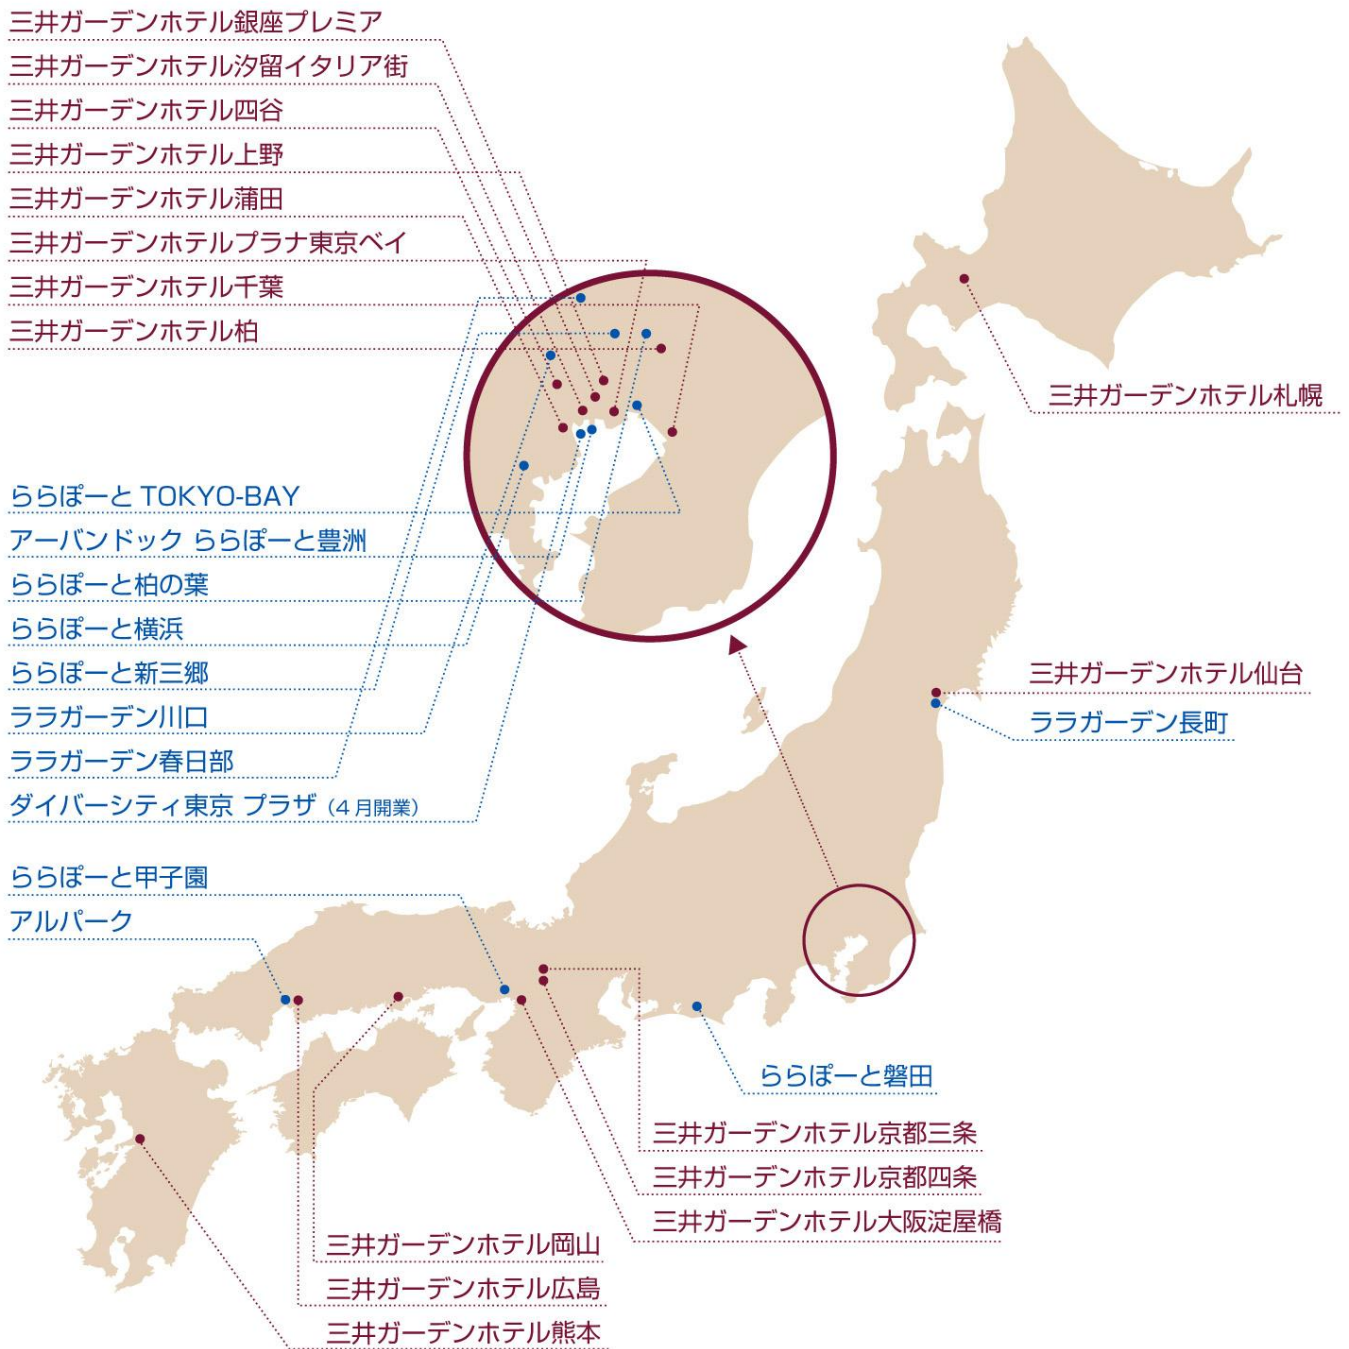 三井ガーデンホテル銀座プレミア
三井ガーデンホテル汐留イタリア街
三井ガーデンホテル四谷
三井ガーデンホテル上野
三井ガーデンホテル蒲田
三井ガーデンホテルプラナ東京ベイ
三井ガーデンホテル千葉
三井ガーデンホテル柏
三井ガーデンホテル札幌
ららぽーと TOKYO-BAY
アーバンドック ららぽーと豊洲
ららぽーと柏の葉
ららぽーと横浜
ららぽーと新三郷
ララガーデン川口
ララガーデン春日部
ダイバーシティ東京 プラザ（4月開業）
三井ガーデンホテル仙台
ララガーデン長町
ららぽーと甲子園
アルパーク
ららぽーと磐田
三井ガーデンホテル京都三条
三井ガーデンホテル京都四条
三井ガーデンホテル大阪淀屋橋
三井ガーデンホテル岡山
三井ガーデンホテル広島
三井ガーデンホテル熊本